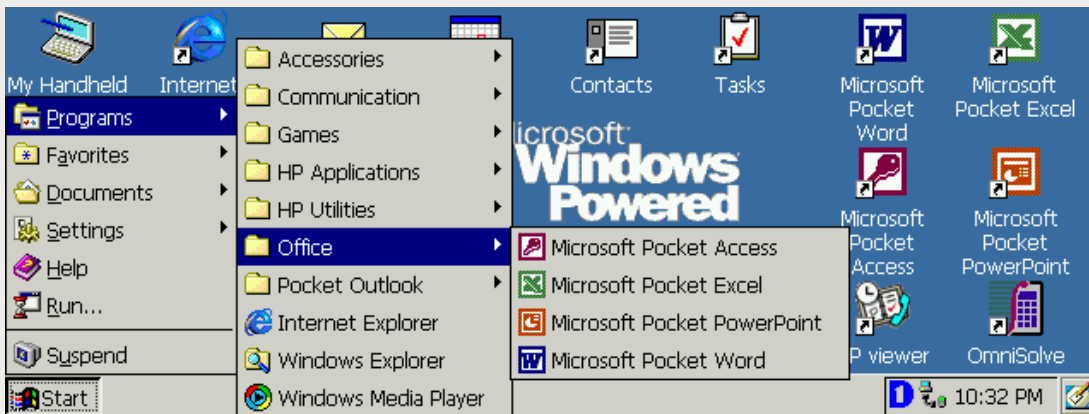 My Handheld
Internet
Contacts
Tasks
Microsoft
Pocket
Word
Microsoft
Pocket Excel
Programs
Favorites
Documents
Settings
Help
Run...
Suspend
Accessories
Communication
Games
HP Applications
HP Utilities
Office
Pocket Outlook
Internet Explorer
Windows Explorer
Windows Media Player
Microsoft Pocket Access
Microsoft Pocket Excel
Microsoft Pocket PowerPoint
Microsoft Pocket Word
icrosoft
Windows
Powered
Microsoft
Pocket
Access
Microsoft
Pocket
PowerPoint
P viewer
OmniSolve
Start
10:32 PM